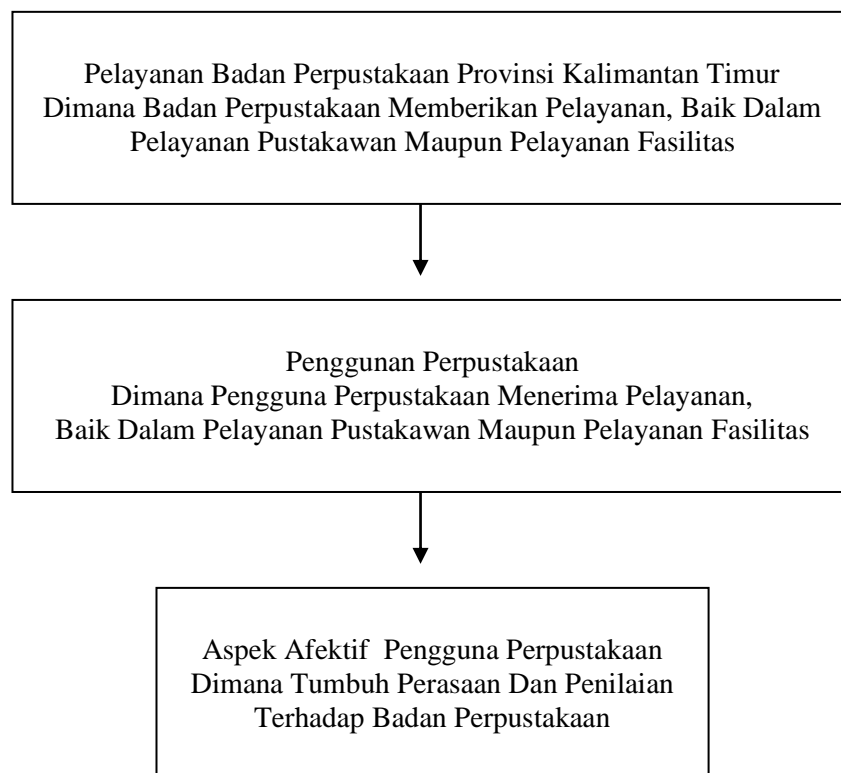 Pelayanan Badan Perpustakaan Provinsi Kalimantan Timur
Dimana Badan Perpustakaan Memberikan Pelayanan, Baik Dalam
Pelayanan Pustakawan Maupun Pelayanan Fasilitas
Penggunan Perpustakaan
Dimana Pengguna Perpustakaan Menerima Pelayanan,
Baik Dalam Pelayanan Pustakawan Maupun Pelayanan Fasilitas
Aspek Afektif  Pengguna Perpustakaan
Dimana Tumbuh Perasaan Dan Penilaian
Terhadap Badan Perpustakaan